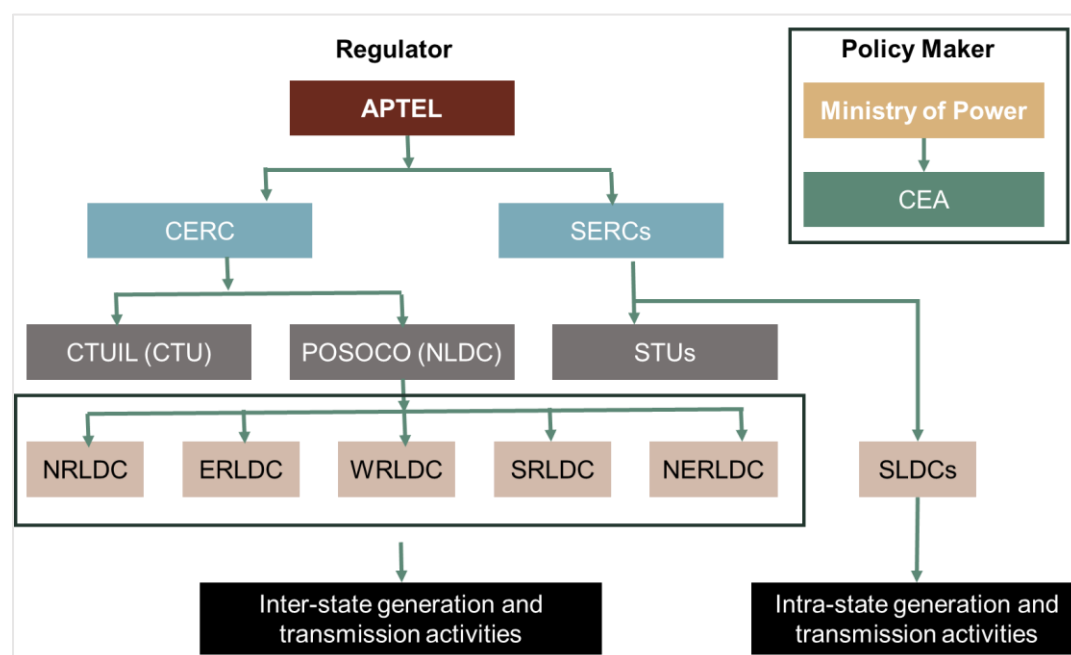 Regulator
Policy Maker
APTEL
Ministry of Power
CEA
CERC
SERCs
CTUIL (CTU)
POSOCO (NLDC)
STUs
NRLDC
ERLDC
WRLDC
SRLDC
NERLDC
SLDCs
Inter-state generation and
transmission activities
Intra-state generation and
transmission activities